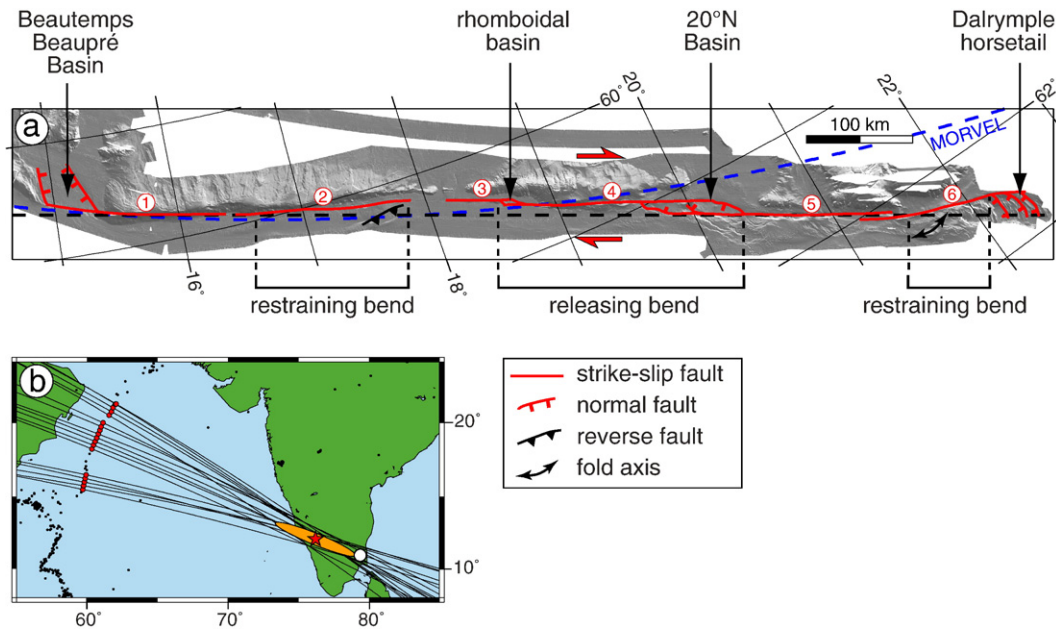 Beautemps
Beaupré
Basin
rhomboidal
basin
20°N
Basin
Dalrymple
horsetail
a
60°
20°
22°
62°
100 km
MORVEL
1
2
3
4
5
6
16°
18°
restraining bend
releasing bend
restraining bend
b
20°
10°
60°
70°
80°
strike-slip fault
normal fault
reverse fault
fold axis